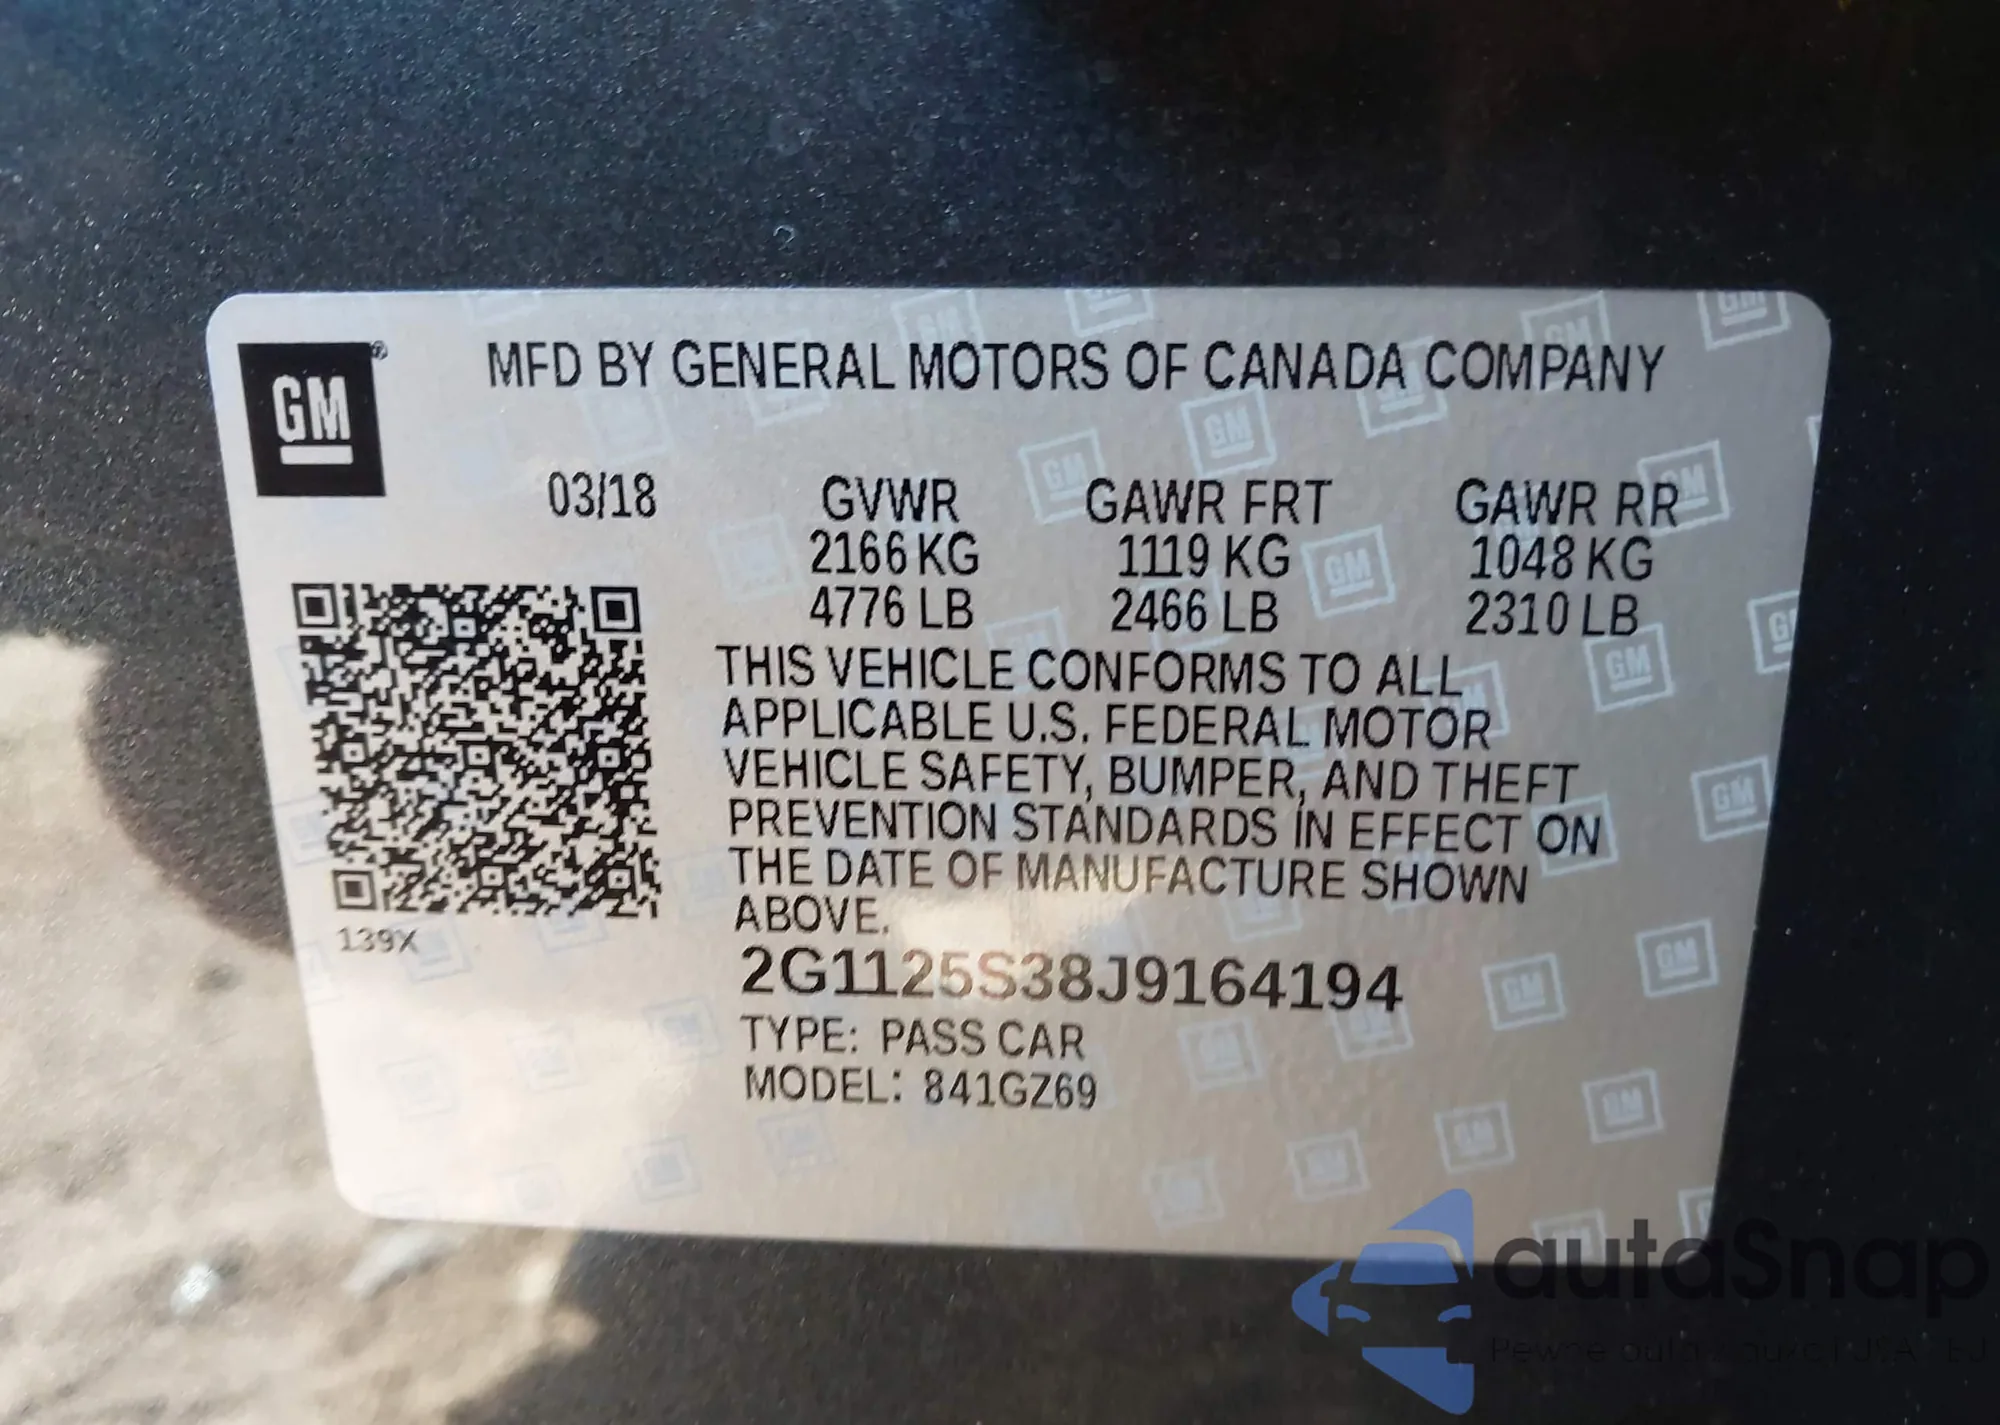 GM
MFD BY GENERAL MOTORS OF CANADA COMPANY
03/18 GVWR GAWR FRT GAWR RR
2166 KG 1119 KG 1048 KG
4776 LB 2466 LB 2310 LB
THIS VEHICLE CONFORMS TO ALL
APPLICABLE U.S. FEDERAL MOTOR
VEHICLE SAFETY, BUMPER, AND THEFT
PREVENTION STANDARDS IN EFFECT ON
THE DATE OF MANUFACTURE SHOWN
ABOVE.
139X
2G1125S38J9164194
TYPE: PASS CAR
MODEL: 841GZ69
autaSnap